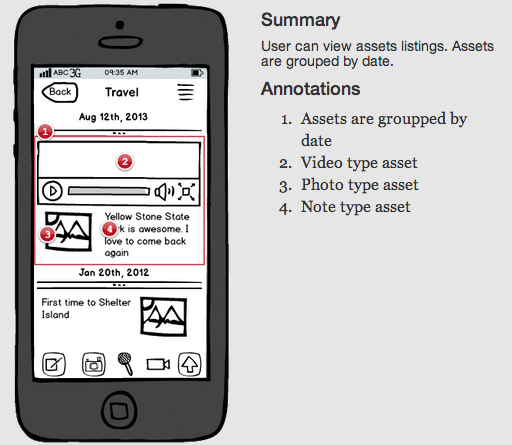 ABC 3G 09:35 AM
Back Travel
Aug 12th, 2013
1
2
Yellow Stone State
is awesome. I
love to come back
again
3
4
Jan 20th, 2012
First time to Shelter
Island
Summary
User can view assets listings. Assets
are grouped by date.
Annotations
1. Assets are groupped by
date
2. Video type asset
3. Photo type asset
4. Note type asset